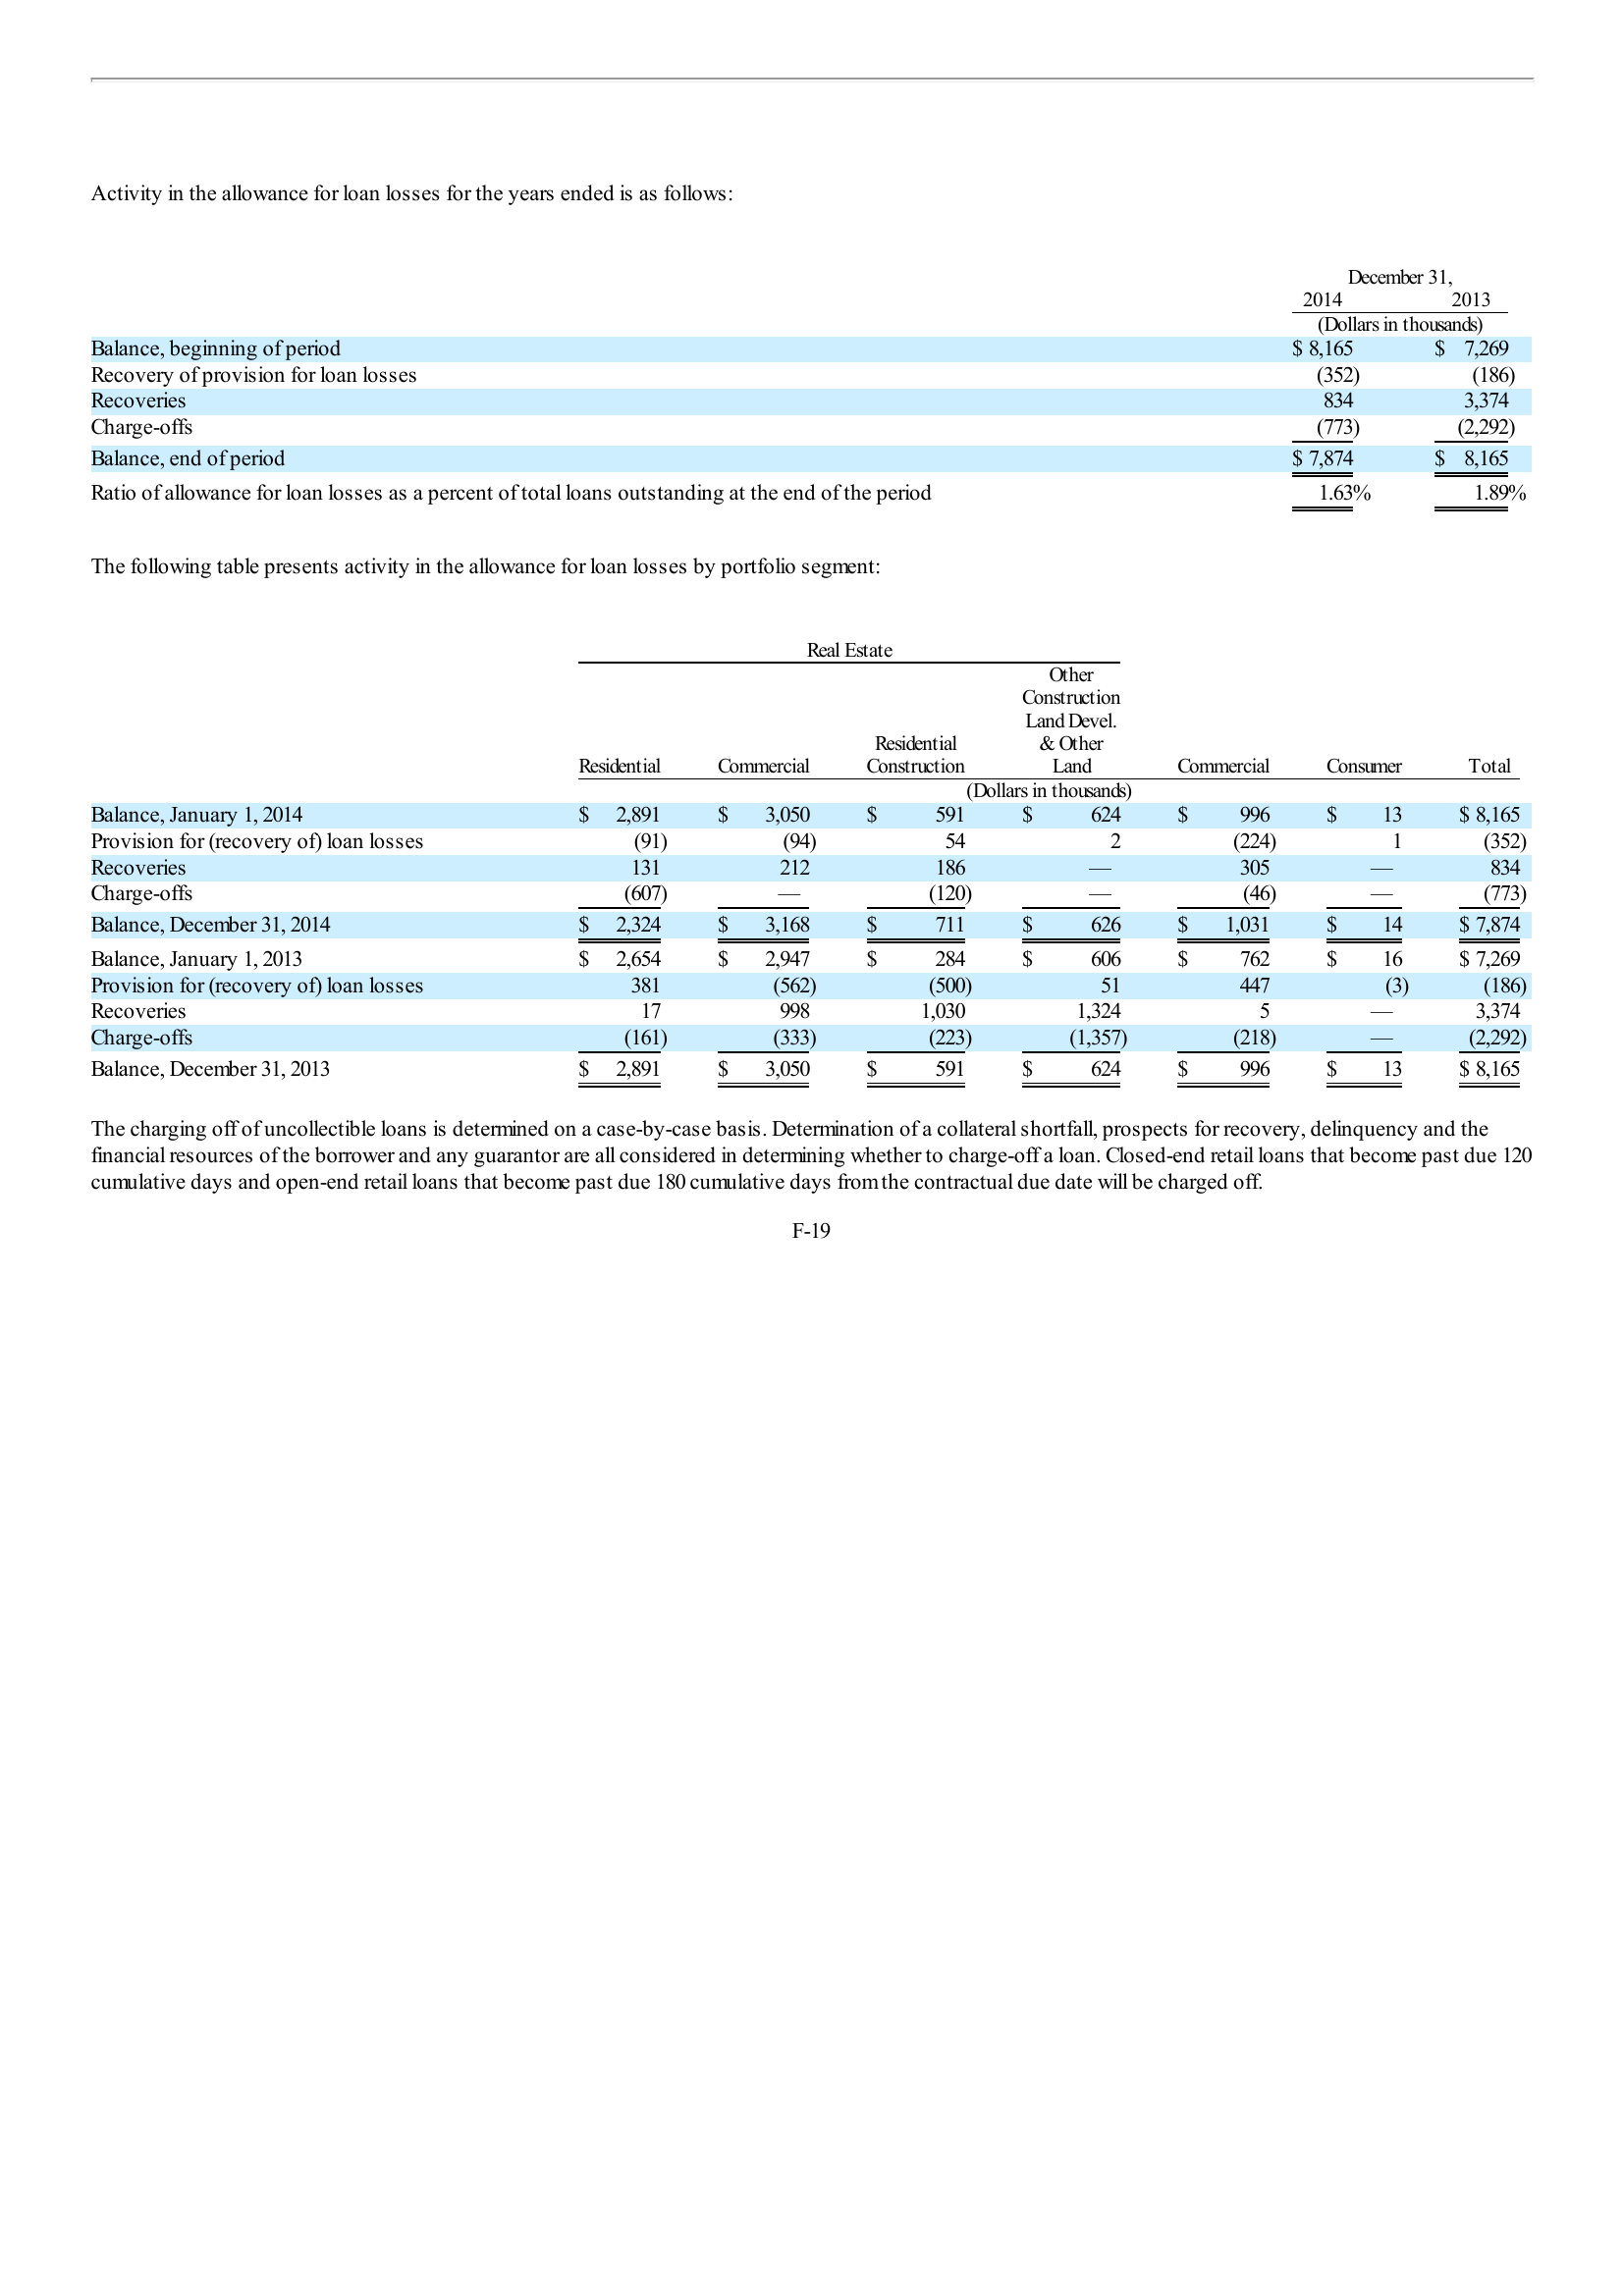 Activity in the allowance for loan losses for the years ended is as follows:
December 31,
2014 2013
(Dollars in thousands)
Balance, beginning of period $ 8,165 $ 7,269
Recovery of provision for loan losses (352) (186)
Recoveries 834 3,374
Charge-offs (773) (2,292)
Balance, end of period $ 7,874 $ 8,165
Ratio of allowance for loan losses as a percent of total loans outstanding at the end of the period 1.63% 1.89%
The following table presents activity in the allowance for loan losses by portfolio segment:
Real Estate
Other
Construction
Land Devel.
Residential & Other
Residential Commercial Construction Land Commercial Consumer Total
(Dollars in thousands)
Balance, January 1, 2014 $ 2,891 $ 3,050 $ 591 $ 624 $ 996 $ 13 $ 8,165
Provision for (recovery of) loan losses (91) (94) 54 2 (224) 1 (352)
Recoveries 131 212 186 — 305 — 834
Charge-offs (607) — (120) — (46) — (773)
Balance, December 31, 2014 $ 2,324 $ 3,168 $ 711 $ 626 $ 1,031 $ 14 $ 7,874
Balance, January 1, 2013 $ 2,654 $ 2,947 $ 284 $ 606 $ 762 $ 16 $ 7,269
Provision for (recovery of) loan losses 381 (562) (500) 51 447 (3) (186)
Recoveries 17 998 1,030 1,324 5 — 3,374
Charge-offs (161) (333) (223) (1,357) (218) — (2,292)
Balance, December 31, 2013 $ 2,891 $ 3,050 $ 591 $ 624 $ 996 $ 13 $ 8,165
The charging off of uncollectible loans is determined on a case-by-case basis. Determination of a collateral shortfall, prospects for recovery, delinquency and the
financial resources of the borrower and any guarantor are all considered in determining whether to charge-off a loan. Closed-end retail loans that become past due 120
cumulative days and open-end retail loans that become past due 180 cumulative days from the contractual due date will be charged off.
F-19